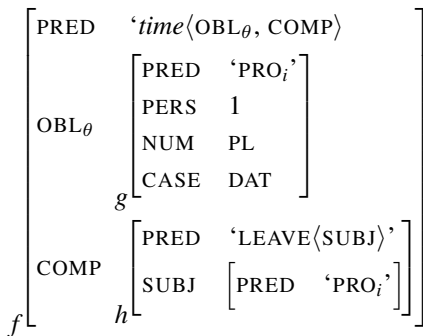 PRED ‘time⟨OBLθ, COMP⟩
OBLθ
PRED ‘PROi’
PERS 1
NUM PL
CASE DAT
g
COMP
PRED ‘LEAVE⟨SUBJ⟩’
SUBJ [PRED ‘PROi’]
h
f